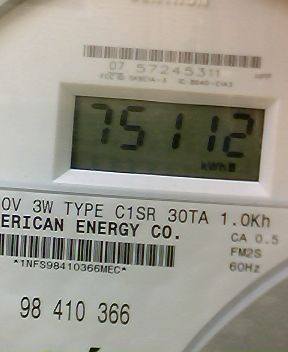 07 57245311
75112
kWh
0V 3W TYPE C1SR 30TA 1.0Kh
ERICAN ENERGY CO.
CA 0.5
FM2S
60Hz
*1NFS98410366MEC*
98 410 366